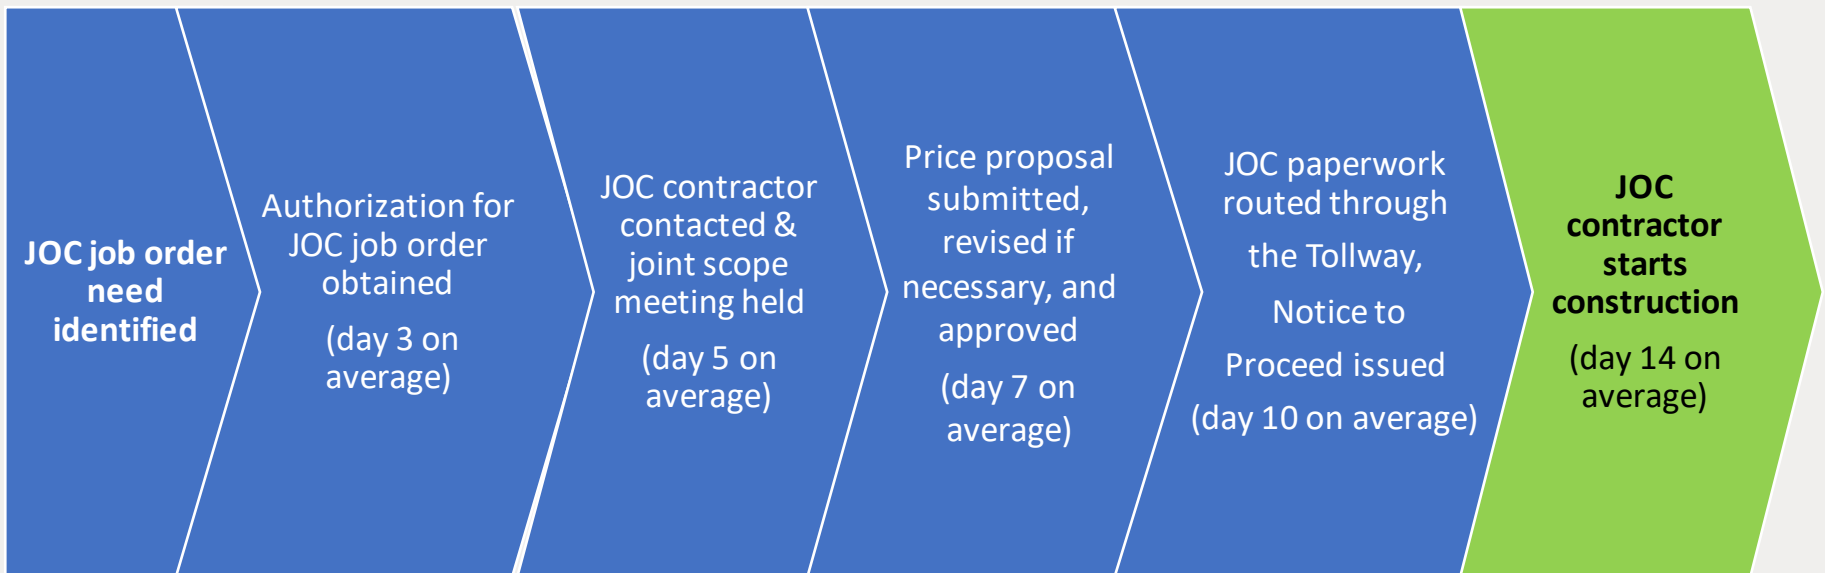 JOC job order
need
identified
Authorization for
JOC job order
obtained
(day 3 on
average)
JOC contractor
contacted &
joint scope
meeting held
(day 5 on
average)
Price proposal
submitted,
revised if
necessary, and
approved
(day 7 on
average)
JOC paperwork
routed through
the Tollway,
Notice to
Proceed issued
(day 10 on average)
JOC
contractor
starts
construction
(day 14 on
average)